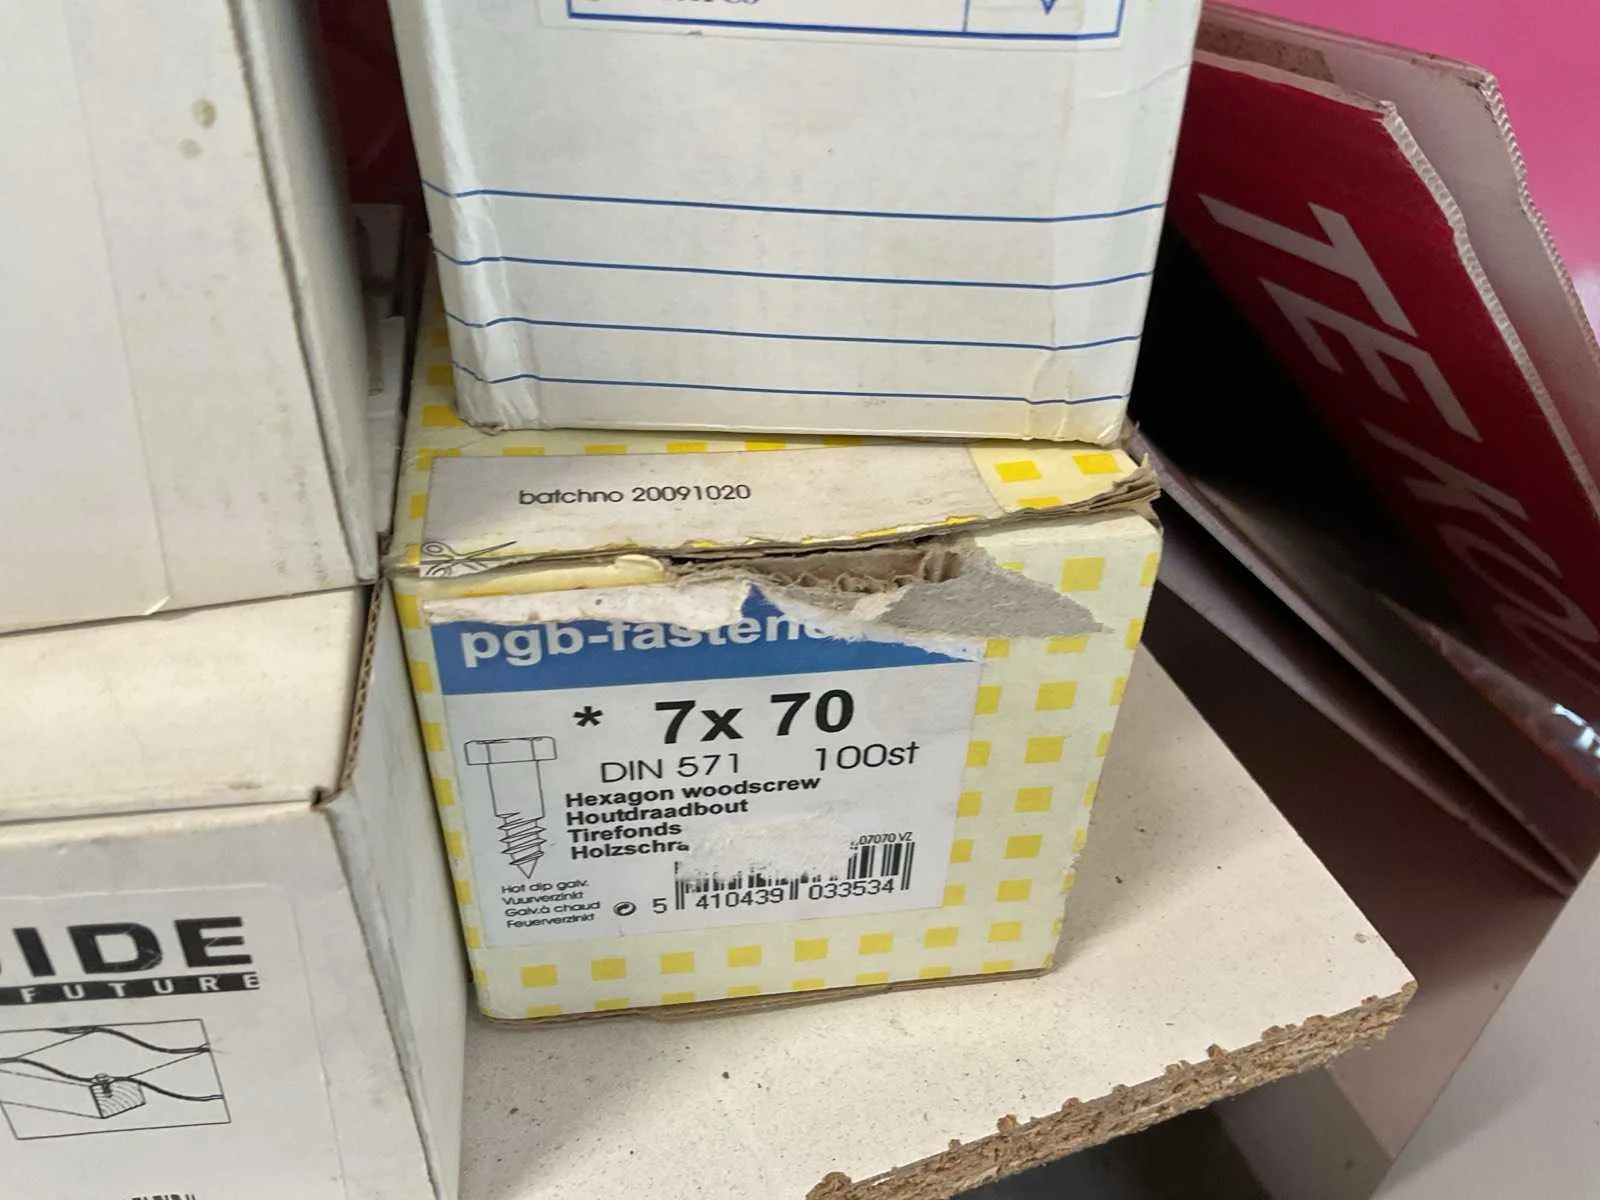 TEKO
batchno 20091020
pgb-fastene
* 7x 70
DIN 571 100st
Hexagon woodscrew
Houtdraadbout
Tirefonds
Holzschra
07070 VZ
Hot dip galv.
Vuurverzinkt
Galv.à chaud
Feuerverzinkt
5 410439 033534
IDE
FUTURE